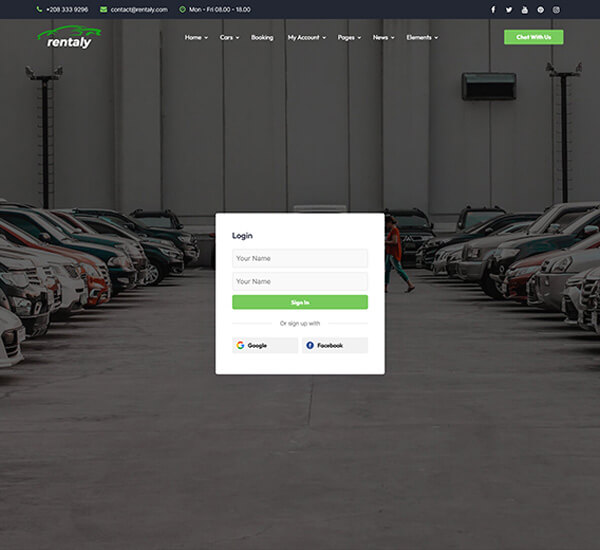 +208 333 9296 contact@rentaly.com Mon - Fri 08.00 - 18.00
rentaly Home Cars Booking My Account Pages News Elements Chat With Us
Login
Your Name
Your Name
Sign In
Or sign up with
Google Facebook